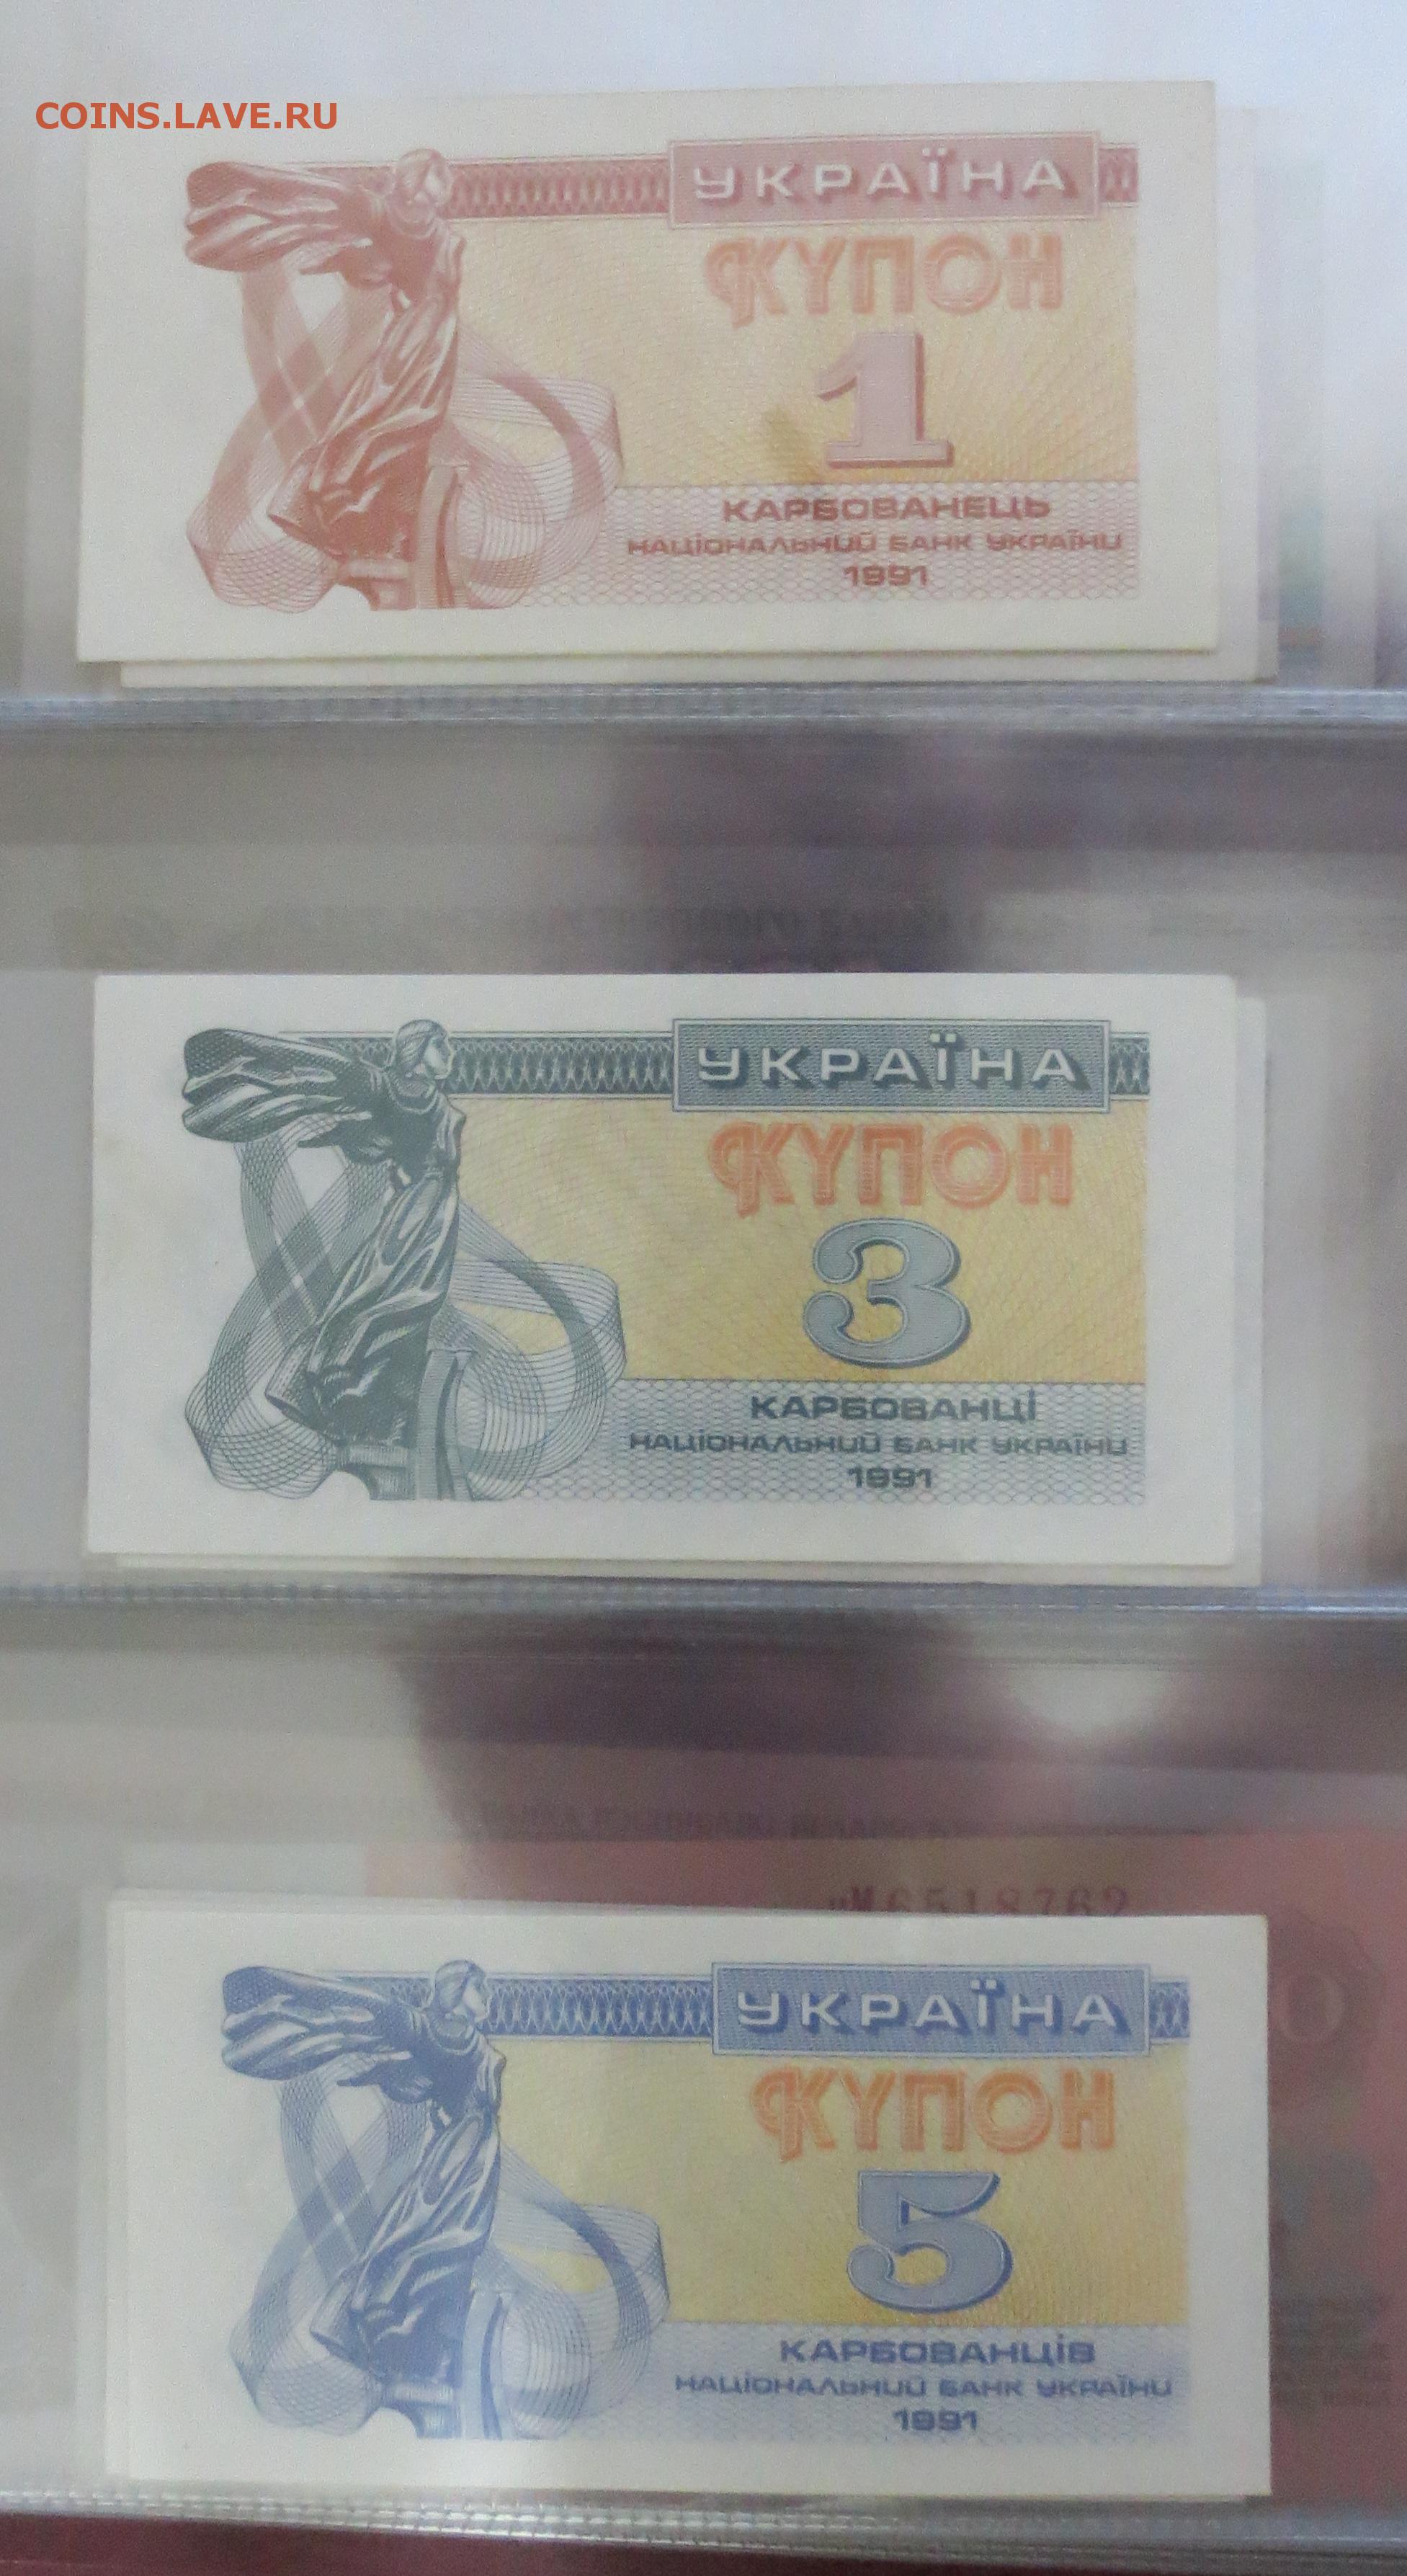 COINS.LAVE.RU
УКРАЇНА
КУПОН
1
КАРБОВАНЕЦЬ
НАЦІОНАЛЬНИЙ БАНК УКРАЇНИ
1991
УКРАЇНА
КУПОН
3
КАРБОВАНЦІ
НАЦІОНАЛЬНИЙ БАНК УКРАЇНИ
1991
6518762
УКРАЇНА
КУПОН
5
КАРБОВАНЦІВ
НАЦІОНАЛЬНИЙ БАНК УКРАЇНИ
1991